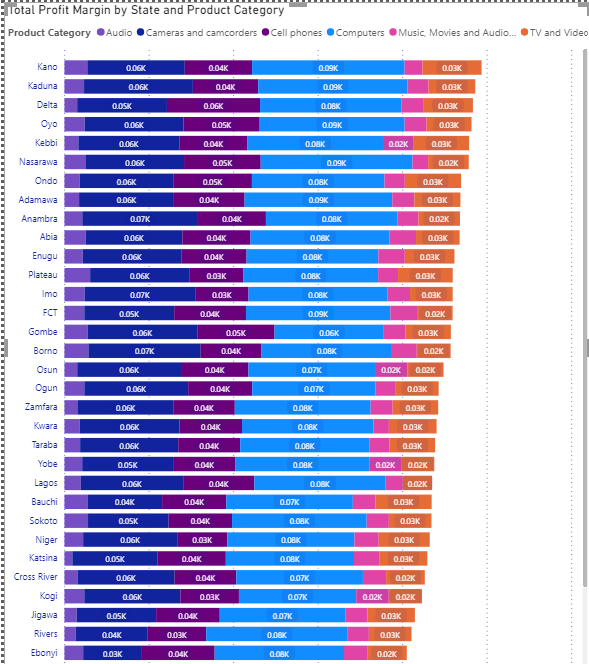 Total Profit Margin by State and Product Category
Product Category Audio Cameras and camcorders Cell phones Computers Music, Movies and Audio... TV and Video
Kano 0.06K 0.04K 0.09K 0.03K
Kaduna 0.06K 0.04K 0.09K 0.03K
Delta 0.05K 0.06K 0.08K 0.03K
Oyo 0.06K 0.05K 0.09K 0.03K
Kebbi 0.06K 0.04K 0.08K 0.02K 0.03K
Nasarawa 0.06K 0.05K 0.09K 0.02K
Ondo 0.06K 0.05K 0.08K 0.03K
Adamawa 0.06K 0.04K 0.09K 0.03K
Anambra 0.07K 0.04K 0.08K 0.02K
Abia 0.06K 0.04K 0.08K 0.03K
Enugu 0.06K 0.04K 0.08K 0.03K
Plateau 0.06K 0.03K 0.08K 0.03K
Imo 0.07K 0.03K 0.08K 0.03K
FCT 0.05K 0.04K 0.09K 0.02K
Gombe 0.06K 0.05K 0.06K 0.03K
Borno 0.07K 0.04K 0.08K 0.02K
Osun 0.06K 0.04K 0.07K 0.02K 0.02K
Ogun 0.06K 0.04K 0.07K 0.03K
Zamfara 0.06K 0.04K 0.08K 0.03K
Kwara 0.06K 0.04K 0.08K 0.03K
Taraba 0.06K 0.04K 0.08K 0.03K
Yobe 0.05K 0.04K 0.08K 0.02K 0.02K
Lagos 0.06K 0.04K 0.08K 0.02K
Bauchi 0.04K 0.04K 0.07K 0.03K
Sokoto 0.05K 0.04K 0.08K 0.03K
Niger 0.06K 0.03K 0.08K 0.03K
Katsina 0.05K 0.04K 0.08K 0.03K
Cross River 0.06K 0.04K 0.07K 0.02K
Kogi 0.06K 0.03K 0.07K 0.02K 0.02K
Jigawa 0.05K 0.04K 0.07K 0.03K
Rivers 0.04K 0.03K 0.08K 0.03K
Ebonyi 0.03K 0.04K 0.08K 0.02K